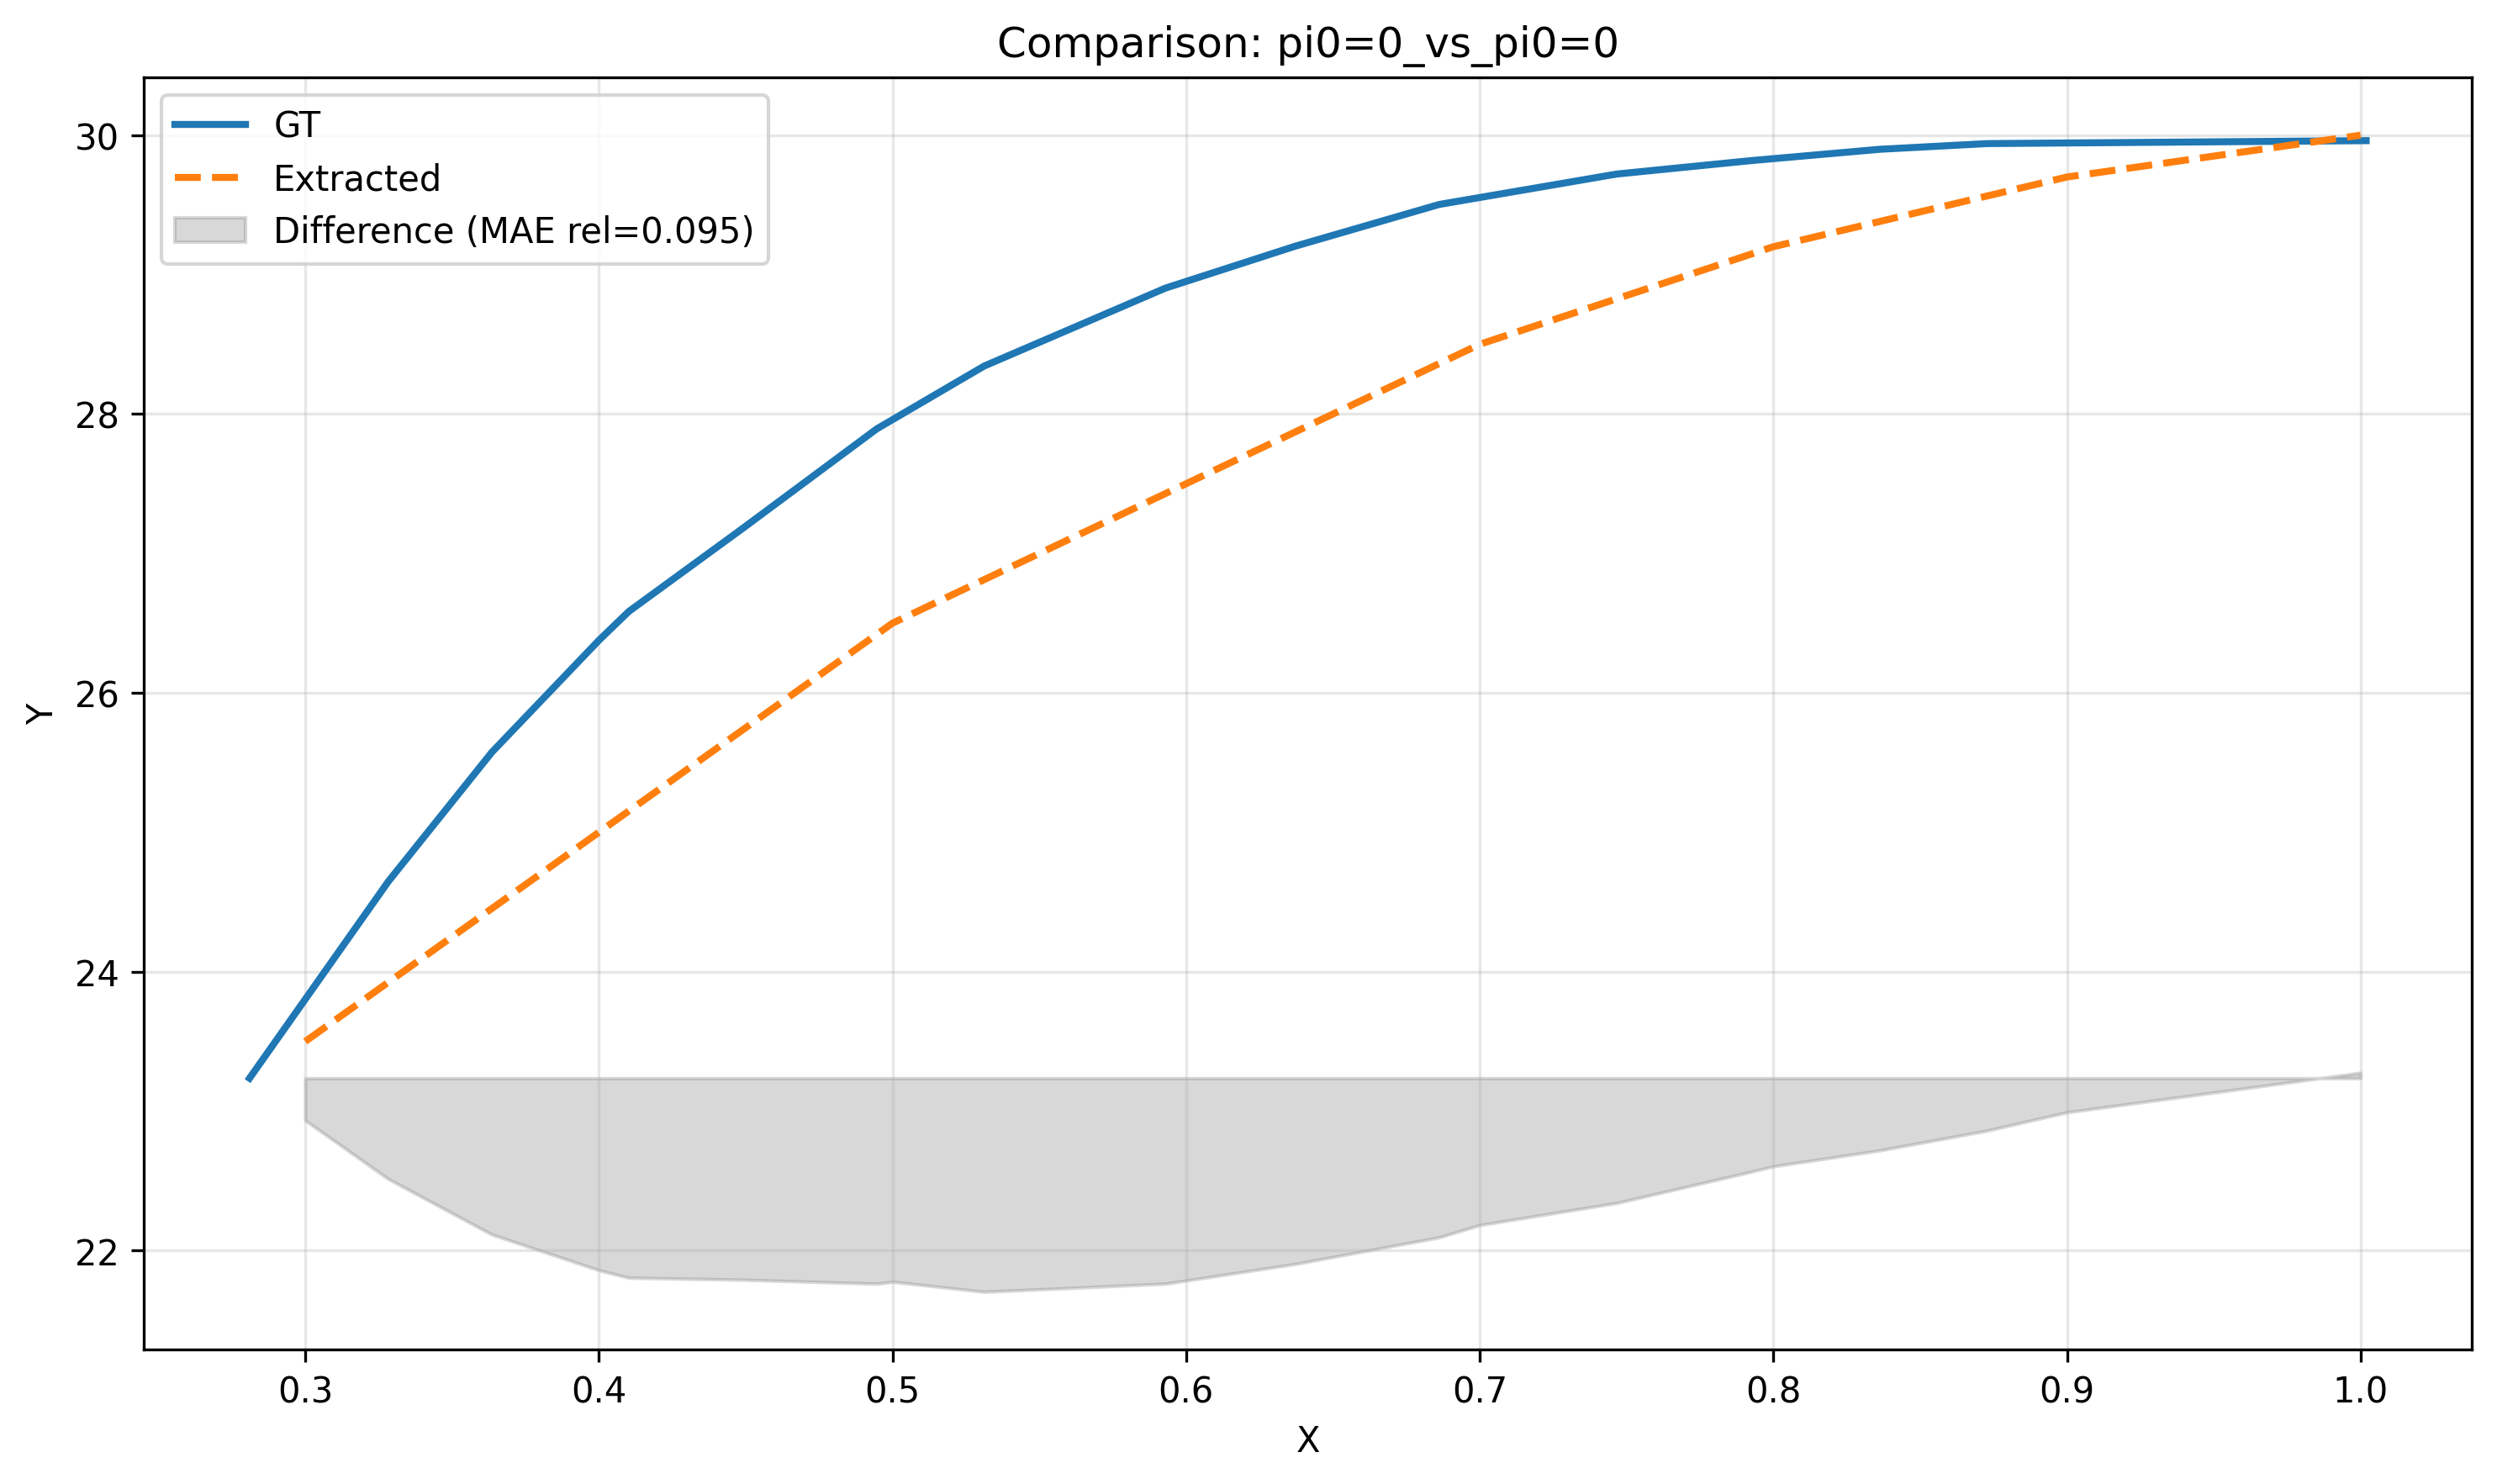 Comparison: pi0=0_vs_pi0=0
GT
Extracted
Difference (MAE rel=0.095)
30
28
26
24
22
Y
0.3 0.4 0.5 0.6 0.7 0.8 0.9 1.0
X